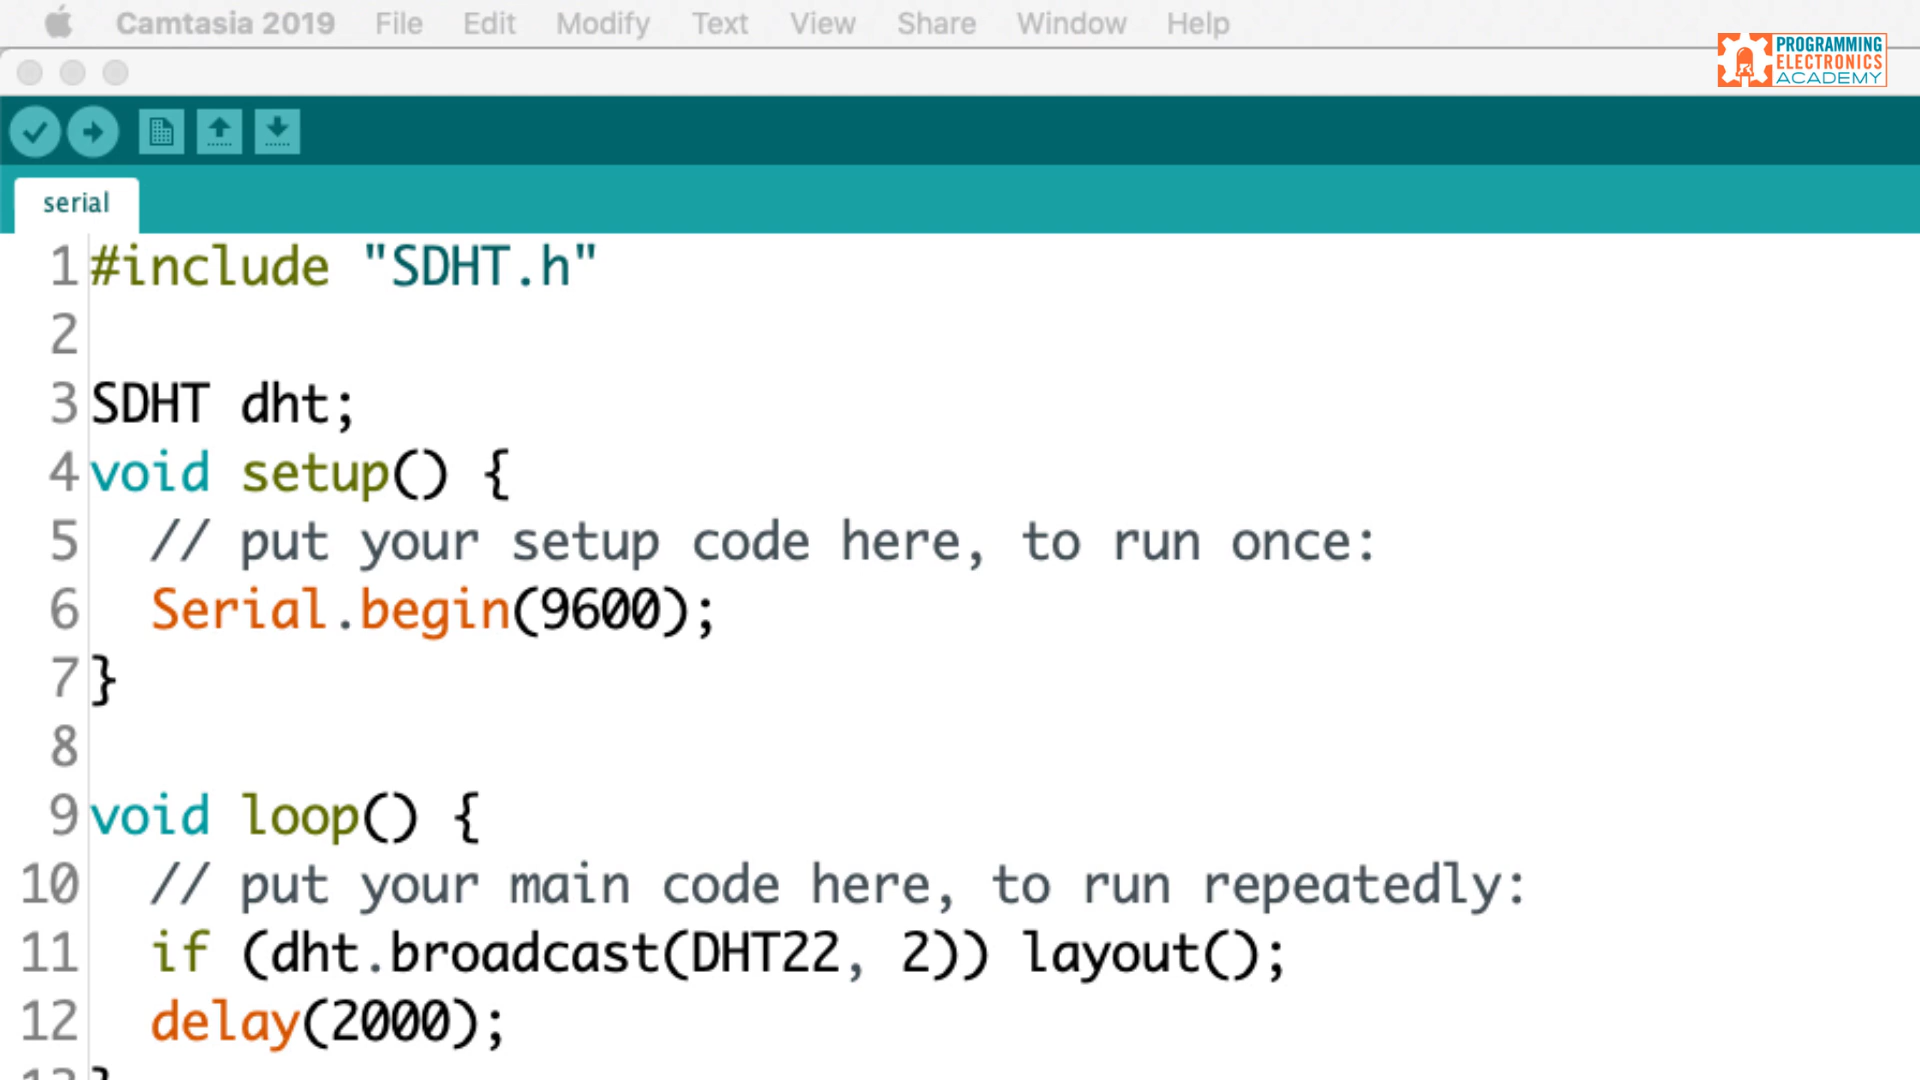 Camtasia 2019 File Edit Modify Text View Share Window Help
PROGRAMMING
ELECTRONICS
ACADEMY
serial
1 #include "SDHT.h"
2
3 SDHT dht;
4 void setup() {
5   // put your setup code here, to run once:
6   Serial.begin(9600);
7 }
8
9 void loop() {
10   // put your main code here, to run repeatedly:
11   if (dht.broadcast(DHT22, 2)) layout();
12   delay(2000);
13 }